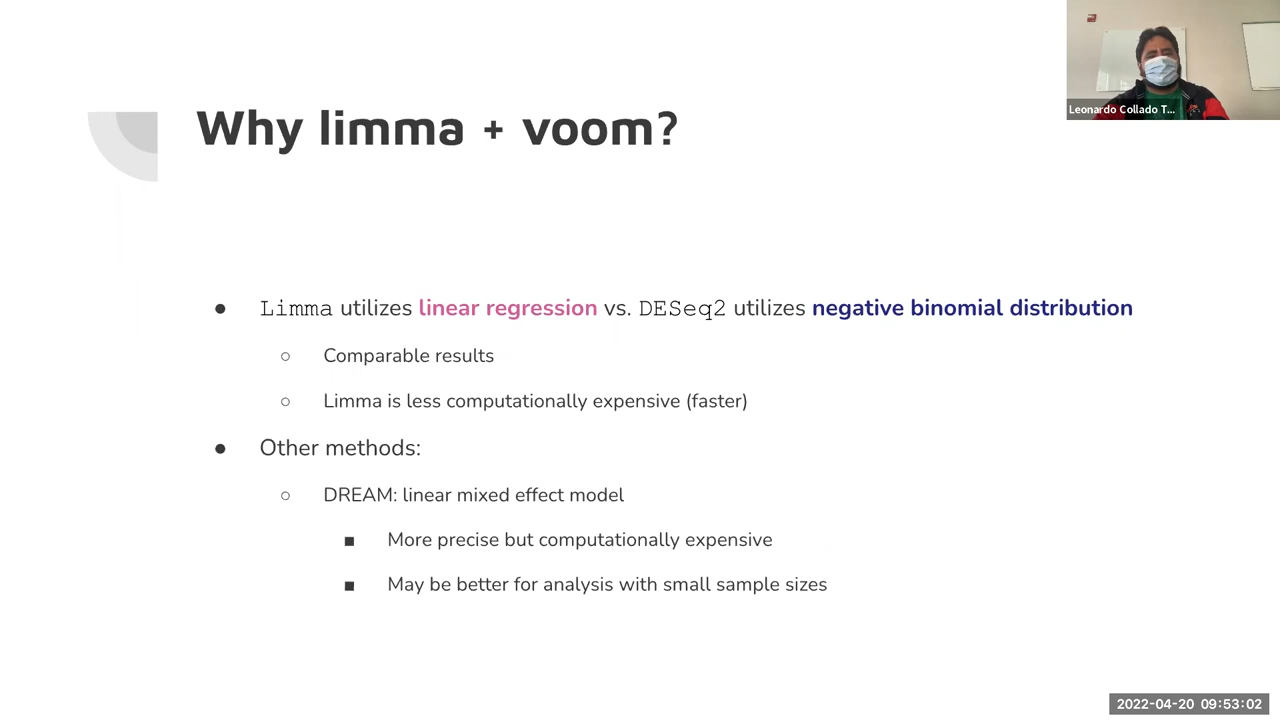 Leonardo Collado T...
Why limma + voom?
● Limma utilizes linear regression vs. DESeq2 utilizes negative binomial distribution
○ Comparable results
○ Limma is less computationally expensive (faster)
● Other methods:
○ DREAM: linear mixed effect model
■ More precise but computationally expensive
■ May be better for analysis with small sample sizes
2022-04-20 09:53:02